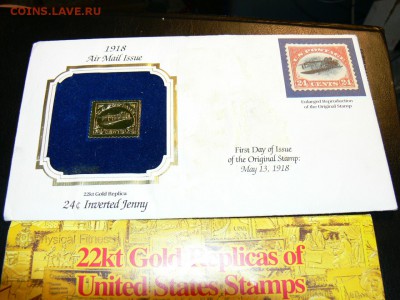 COINS.LAVE.RU
1918
Air Mail Issue
U.S. POSTAGE
24 CENTS 24
Enlarged Reproduction
of the Original Stamp
First Day of Issue
of the Original Stamp:
May 13, 1918
22kt Gold Replica
24¢ Inverted Jenny
22kt Gold Replicas of
United States Stamps